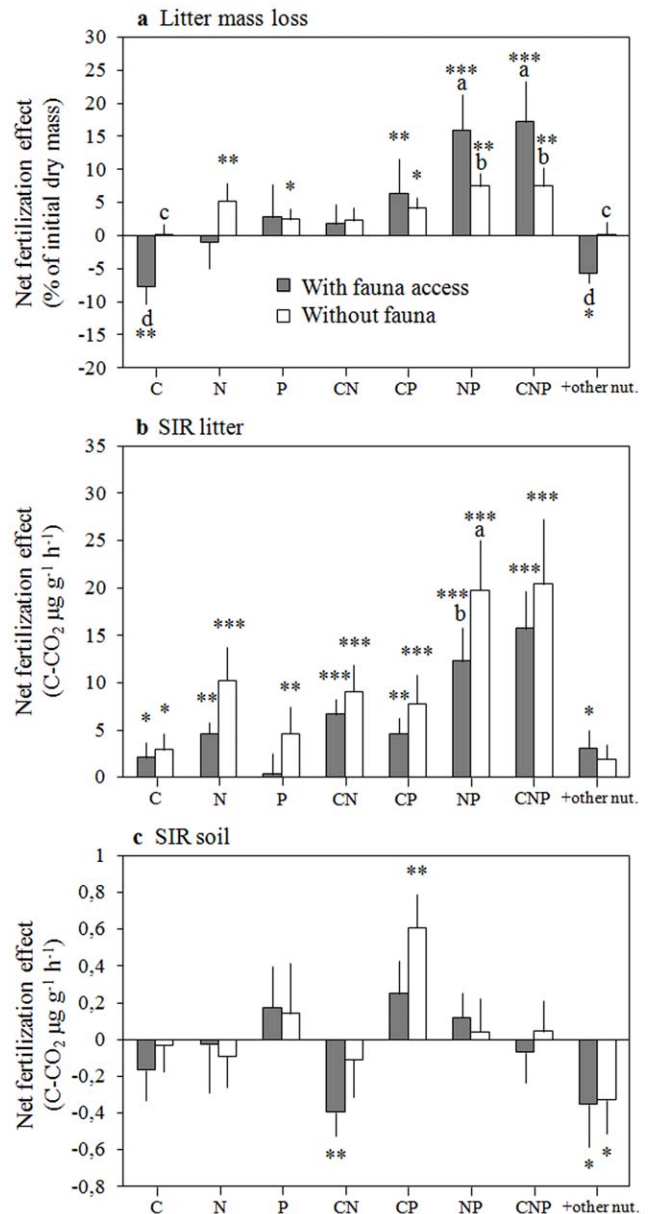 a Litter mass loss
Net fertilization effect
(% of initial dry mass)
30
25
20
15
10
5
0
-5
-10
-15
-20
c
d
**
**
*
**
*
***
a
**
b
***
a
**
b
c
d
*
With fauna access
Without fauna
C N P CN CP NP CNP +other nut.
b SIR litter
Net fertilization effect
(C-CO₂ µg g⁻¹ h⁻¹)
35
30
25
20
15
10
5
0
* *
**
***
**
***
***
**
***
***
b
***
a
***
***
*
C N P CN CP NP CNP +other nut.
c SIR soil
Net fertilization effect
(C-CO₂ µg g⁻¹ h⁻¹)
1
0,8
0,6
0,4
0,2
0
-0,2
-0,4
-0,6
-0,8
**
**
*
*
C N P CN CP NP CNP +other nut.